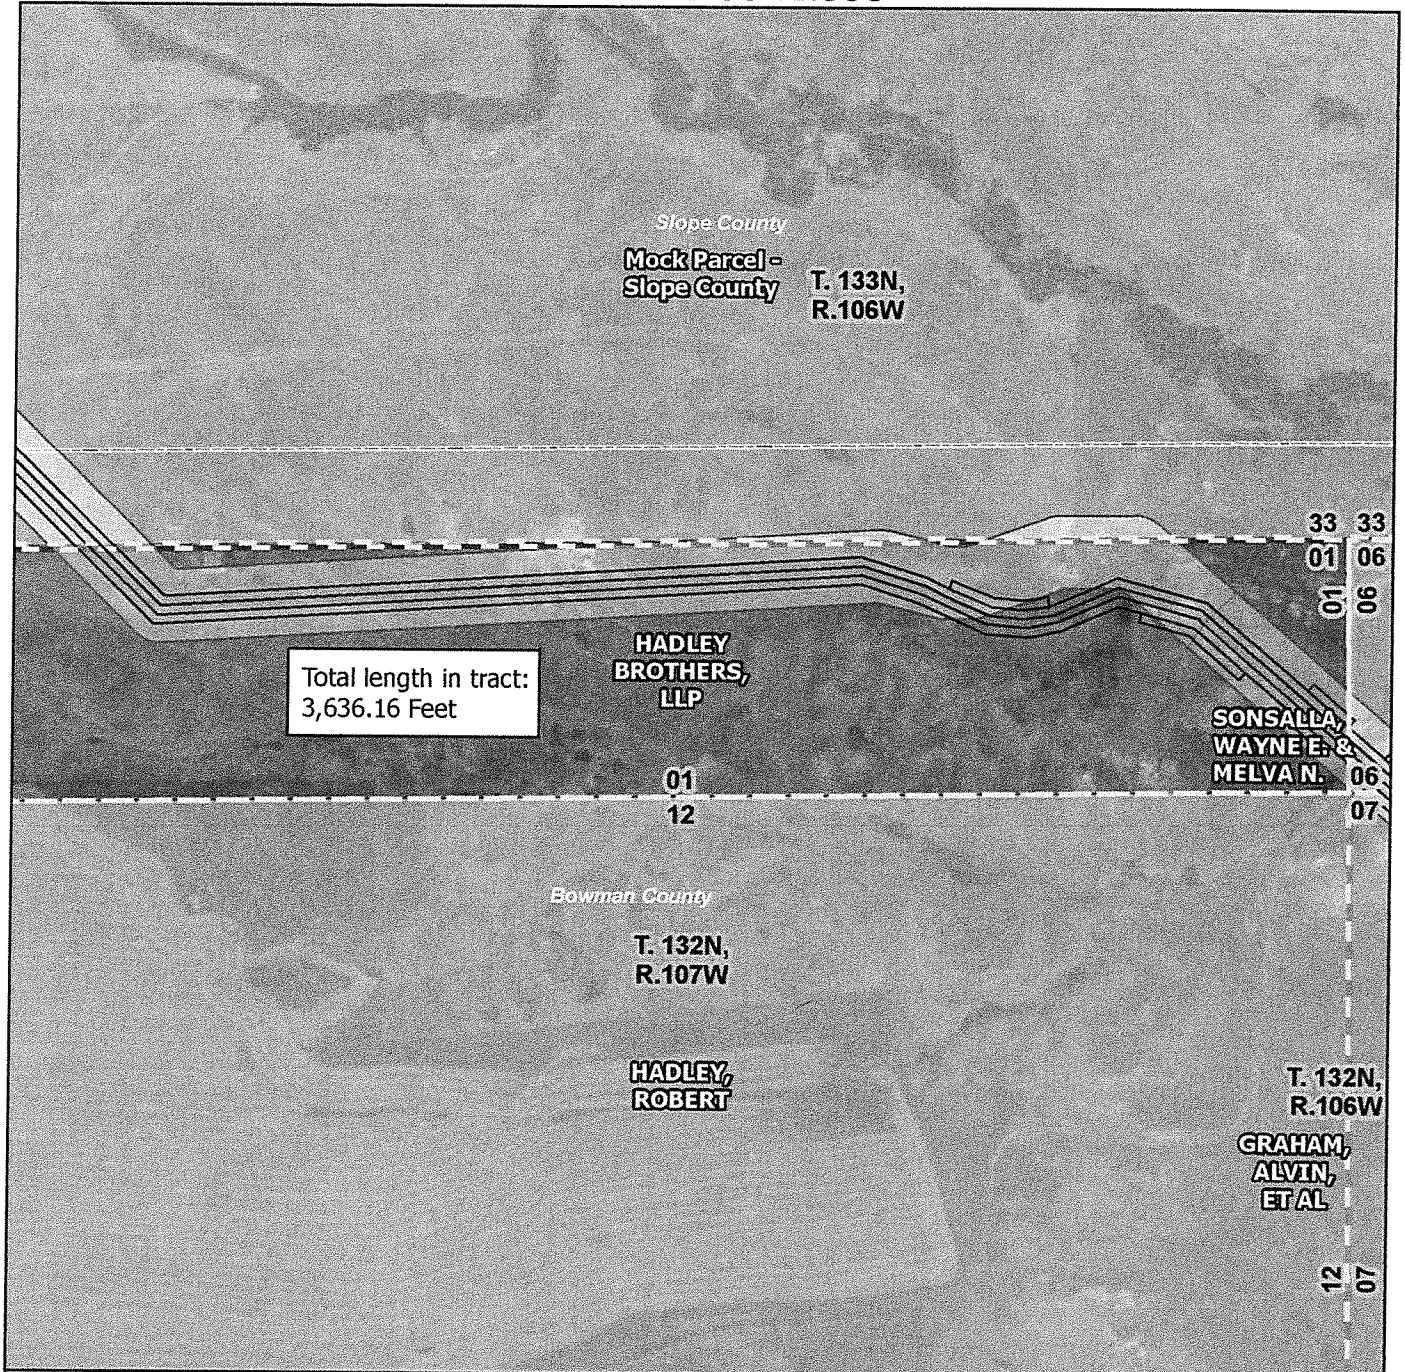 Slope County
Mock Parcel -
Slope County
T. 133N,
R.106W
33 33
01 06
01
06
HADLEY
BROTHERS,
LLP
Total length in tract:
3,636.16 Feet
SONSALLA,
WAYNE E. &
MELVA N.
01
12
06
07
Bowman County
T. 132N,
R.107W
HADLEY,
ROBERT
T. 132N,
R.106W
GRAHAM,
ALVIN,
ET AL
12
07